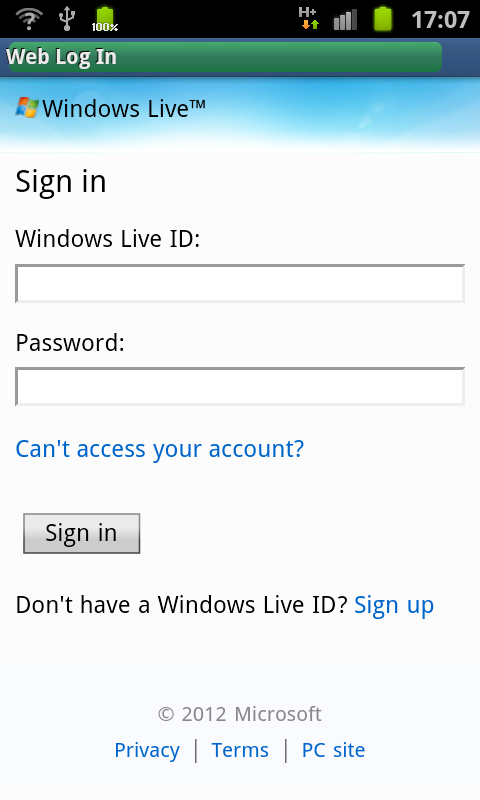 100% H+ 17:07
Web Log In
Windows Live™
Sign in
Windows Live ID:
Password:
Can't access your account?
Sign in
Don't have a Windows Live ID? Sign up
© 2012 Microsoft
Privacy | Terms | PC site